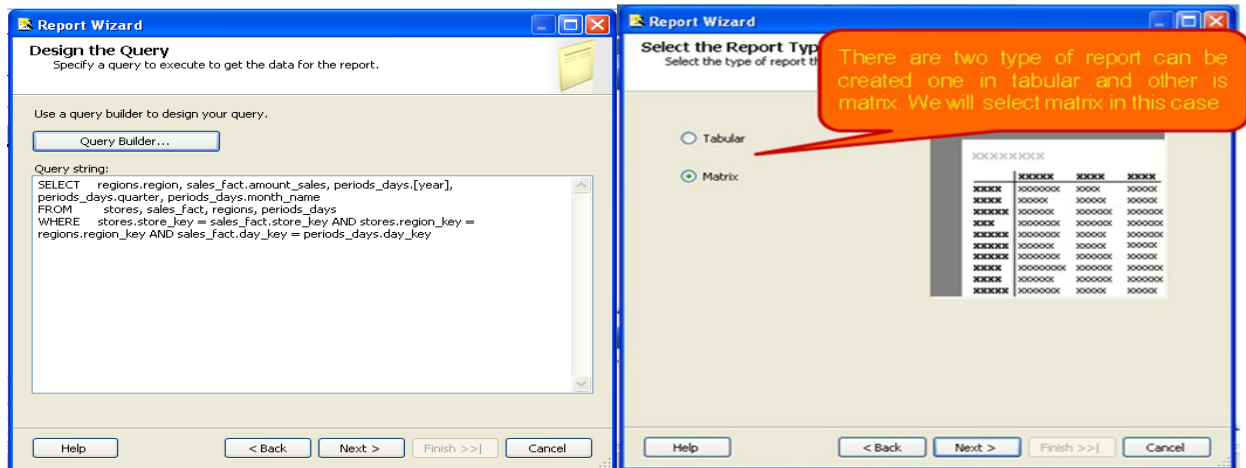 Report Wizard
Design the Query
Specify a query to execute to get the data for the report.
Use a query builder to design your query.
Query Builder...
Query string:
SELECT regions.region, sales_fact.amount_sales, periods_days.[year],
periods_days.quarter, periods_days.month_name
FROM stores, sales_fact, regions, periods_days
WHERE stores.store_key = sales_fact.store_key AND stores.region_key =
regions.region_key AND sales_fact.day_key = periods_days.day_key
Help
< Back
Next >
Finish >>|
Cancel
Report Wizard
Select the Report Typ
Select the type of report th
There are two type of report can be
created one in tabular and other is
matrix. We will select matrix in this case
Tabular
Matrix
XXXXXXXX
XXXXX XXXX XXXX
Help
< Back
Next >
Finish >>|
Cancel